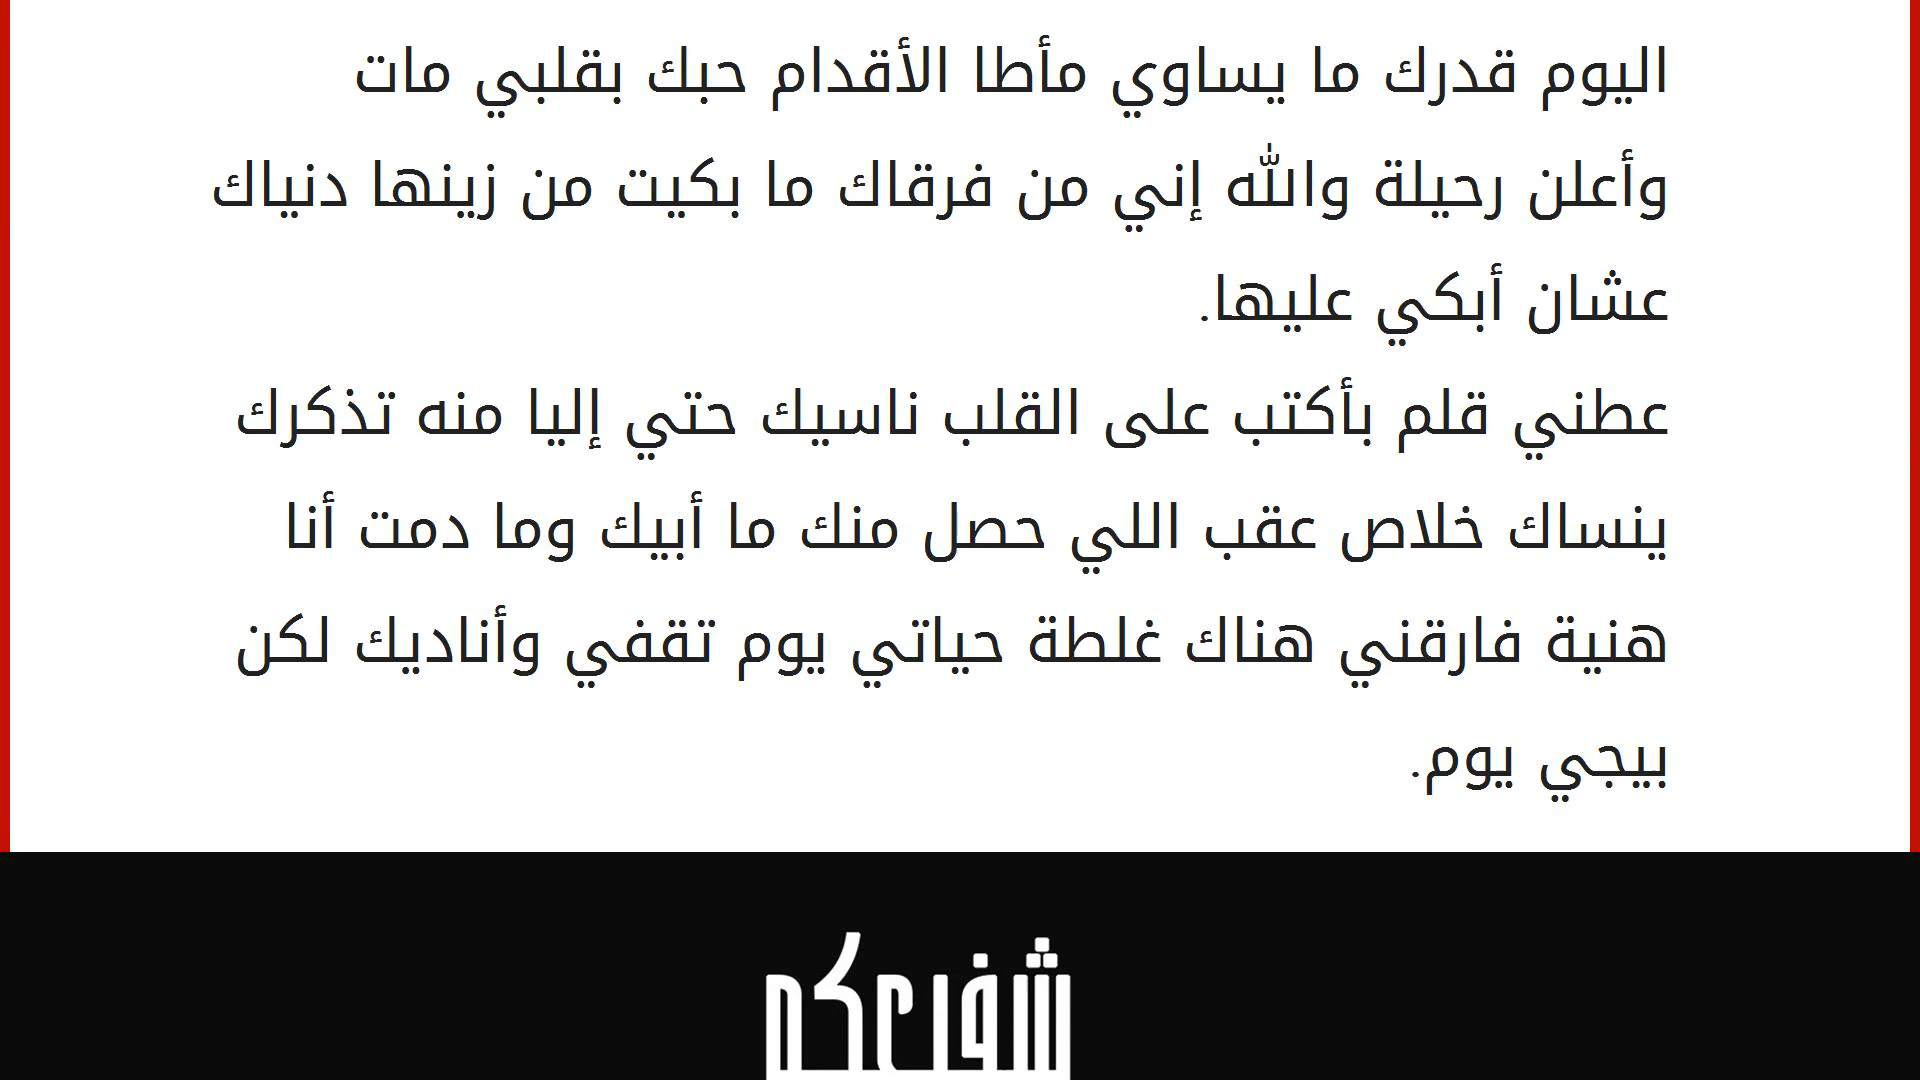 اليوم قدرك ما يساوي مأطا الأقدام حبك بقلبي مات
وأعلن رحيلة والله إني من فرقاك ما بكيت من زينها دنياك
عشان أبكي عليها.
عطني قلم بأكتب على القلب ناسيك حتي إليا منه تذكرك
ينساك خلاص عقب اللي حصل منك ما أبيك وما دمت أنا
هنية فارقني هناك غلطة حياتي يوم تقفي وأناديك لكن
بيجي يوم.